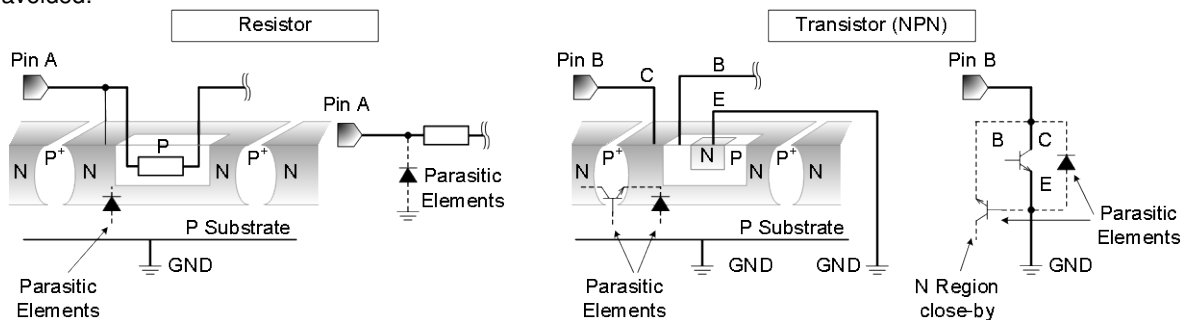 avoided.
Resistor
Transistor (NPN)
Pin A
Pin A
Pin B
C
B
E
Pin B
N
P+
N
P
N
P+
N
Parasitic
Elements
P Substrate
GND
Parasitic
Elements
N
P+
N
N
P
N
P+
N
P Substrate
GND
GND
Parasitic
Elements
B
C
E
Parasitic
Elements
GND
N Region
close-by